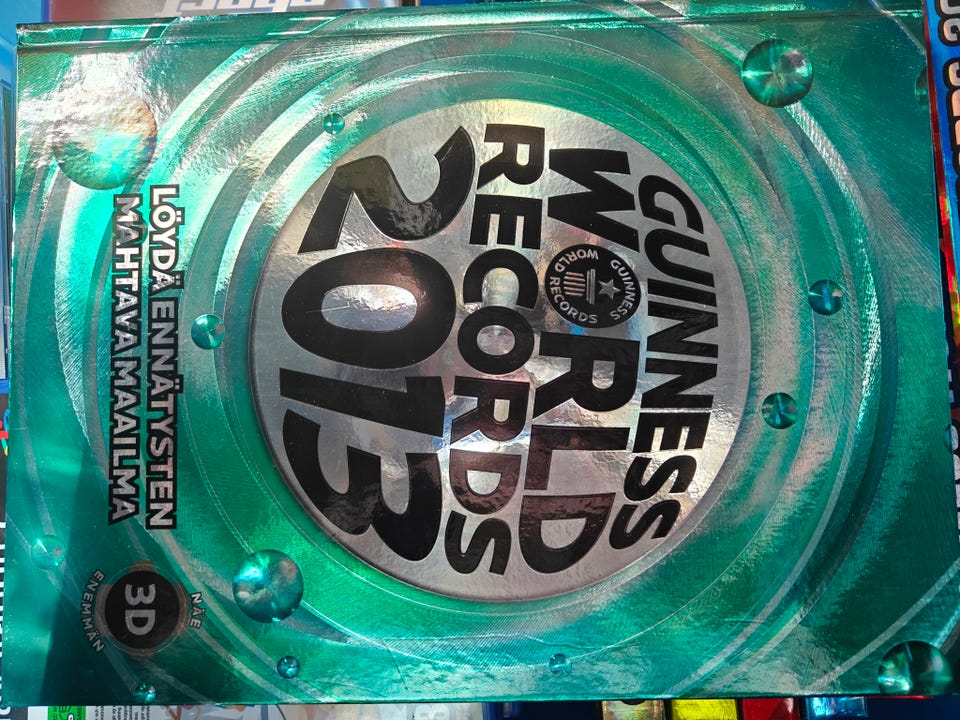 GUINNESS
WORLD
RECORDS
2013
GUINNESS
WORLD
RECORDS
LÖYDÄ ENNÄTYSTEN
MAHTAVA MAAILMA
NÄE
3D
ENEMMÄN